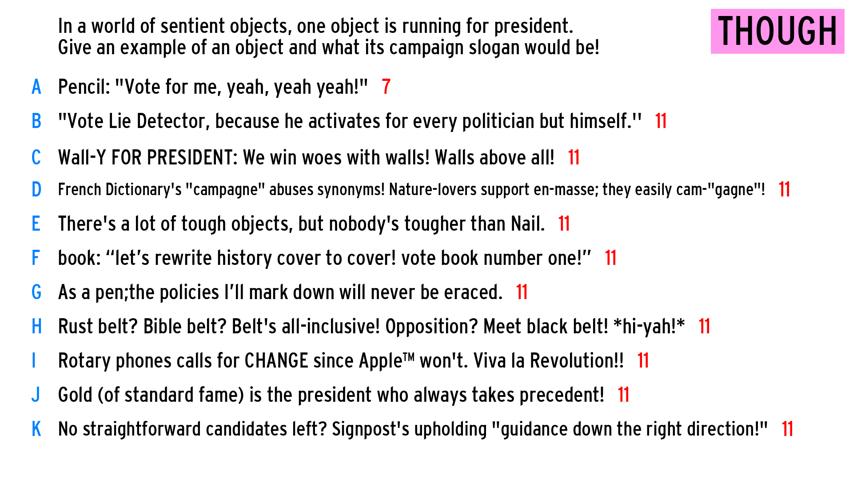 In a world of sentient objects, one object is running for president.
Give an example of an object and what its campaign slogan would be!
THOUGH
A Pencil: "Vote for me, yeah, yeah yeah!" 7
B "Vote Lie Detector, because he activates for every politician but himself.'' 11
C Wall-Y FOR PRESIDENT: We win woes with walls! Walls above all! 11
D French Dictionary's "campagne" abuses synonyms! Nature-lovers support en-masse; they easily cam-"gagne"! 11
E There's a lot of tough objects, but nobody's tougher than Nail. 11
F book: “let’s rewrite history cover to cover! vote book number one!” 11
G As a pen;the policies I’ll mark down will never be eraced. 11
H Rust belt? Bible belt? Belt's all-inclusive! Opposition? Meet black belt! *hi-yah!* 11
I Rotary phones calls for CHANGE since Apple™ won't. Viva la Revolution!! 11
J Gold (of standard fame) is the president who always takes precedent! 11
K No straightforward candidates left? Signpost's upholding "guidance down the right direction!" 11